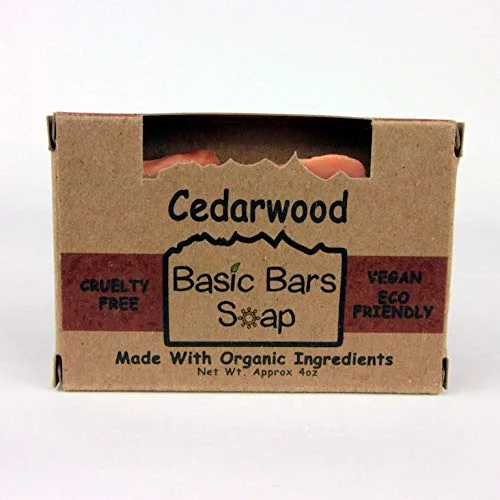 Cedarwood
CRUELTY
FREE
Basic Bars
Soap
VEGAN
ECO
FRIENDLY
Made With Organic Ingredients
Net Wt. Approx 4oz